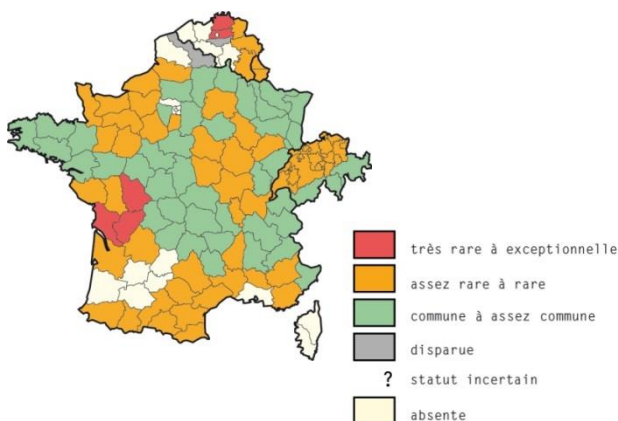 très rare à exceptionnelle
assez rare à rare
commune à assez commune
disparue
? statut incertain
absente